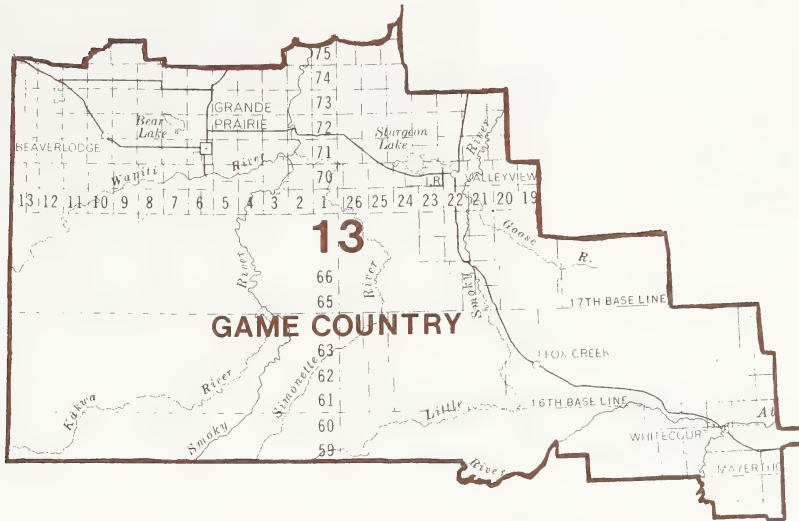 75
74
73
GRANDE
PRAIRIE
Bear
Lake
72
Sturgeon
Lake
River
BEAVERLODGE
71
Wapiti River
70
I.R.
VALLEYVIEW
13 12 11 10 9 8 7 6 5 4 3 2 1 26 25 24 23 22 21 20 19
Goose
R.
13
River
River
66
65
Smoky
17TH BASE LINE
GAME COUNTRY
63
FOX CREEK
62
Simonette
River
Kakwa
61
Little
16TH BASE LINE
At
60
Smoky
WHITECOURT
59
River
MAYERTHO